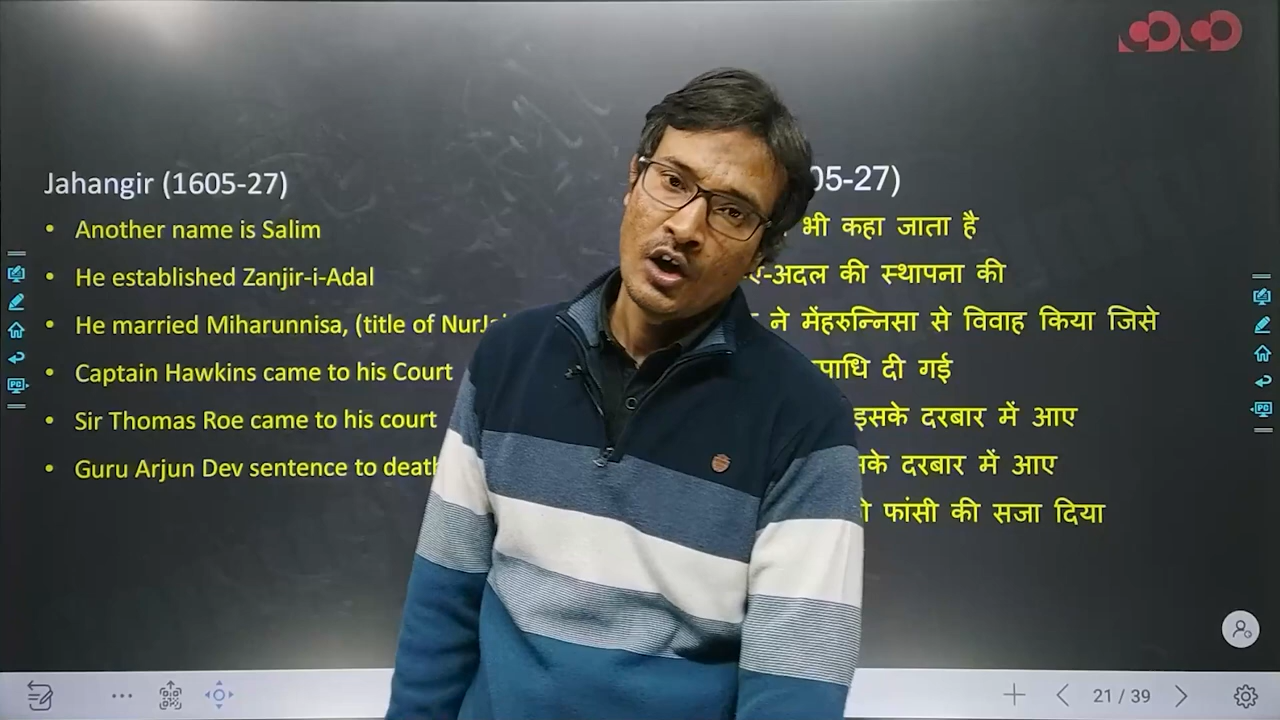 Jahangir (1605-27)
• Another name is Salim
• He established Zanjir-i-Adal
• He married Miharunnisa, (title of
• Captain Hawkins came to his Court
• Sir Thomas Roe came to his court
• Guru Arjun Dev sentence to death
05-27)
भी कहा जाता है
-अदल की स्थापना की
ने मेंहरुन्निसा से विवाह किया जिसे
दी गई
इसके दरबार में आए
के दरबार में आए
फांसी की सजा दिया
21 / 39